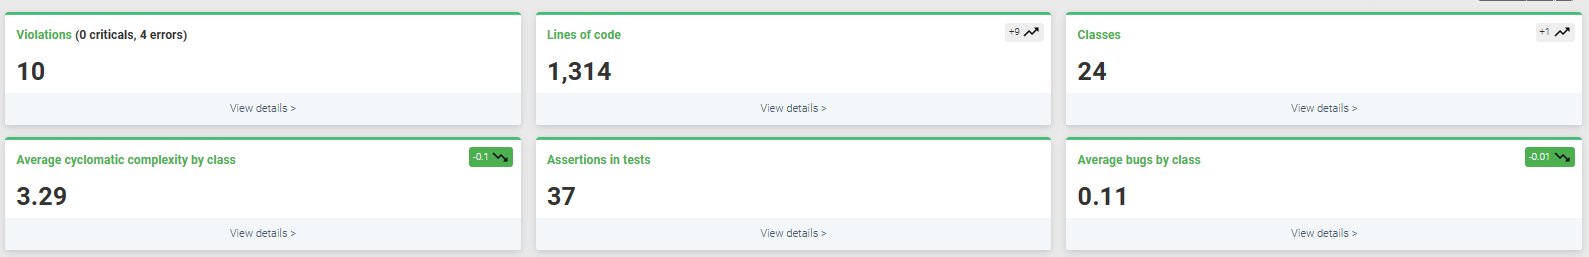 Violations (0 criticals, 4 errors)
10
View details >
Lines of code
+9
1,314
View details >
Classes
+1
24
View details >
Average cyclomatic complexity by class
-0.1
3.29
View details >
Assertions in tests
37
View details >
Average bugs by class
-0.01
0.11
View details >